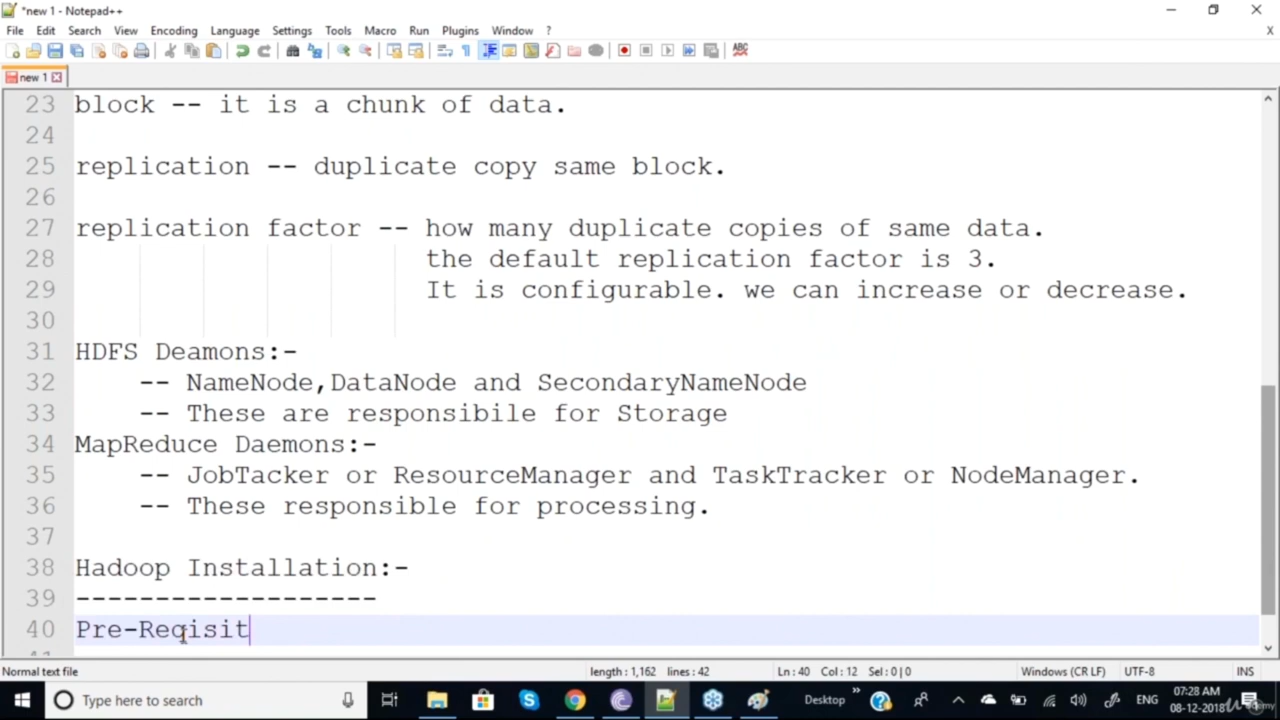 *new 1 - Notepad++
File Edit Search View Encoding Language Settings Tools Macro Run Plugins Window ? X
ABC
new 1
23 block -- it is a chunk of data.
24
25 replication -- duplicate copy same block.
26
27 replication factor -- how many duplicate copies of same data.
28 the default replication factor is 3.
29 It is configurable. we can increase or decrease.
30
31 HDFS Deamons:-
32 -- NameNode,DataNode and SecondaryNameNode
33 -- These are responsibile for Storage
34 MapReduce Daemons:-
35 -- JobTacker or ResourceManager and TaskTracker or NodeManager.
36 -- These responsible for processing.
37
38 Hadoop Installation:-
39 -------------------
40 Pre-Reqisit
Normal text file length : 1,162 lines : 42 Ln : 40 Col : 12 Sel : 0 | 0 Windows (CR LF) UTF-8 INS
Type here to search Desktop » ENG 07:28 AM
08-12-2018